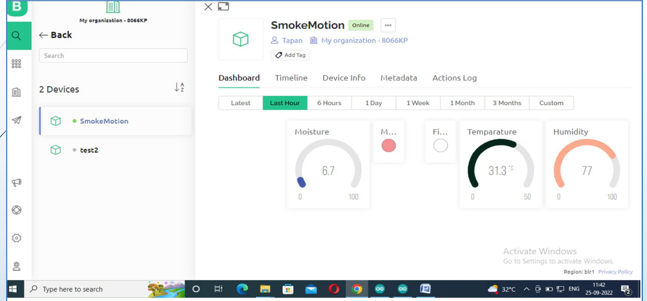 B
My organization - 8066KP
Back
Search
2 Devices
SmokeMotion
test2
SmokeMotion Online
Tapan My organization - 8066KP
Add Tag
Dashboard Timeline Device Info Metadata Actions Log
Latest Last Hour 6 Hours 1 Day 1 Week 1 Month 3 Months Custom
Moisture M... Fi... Temparature Humidity
6.7 31.3 °C 77
0 100 0 50 0 100
Activate Windows
Go to Settings to activate Windows.
Region: blr1 Privacy Policy
Type here to search 32°C ENG 11:42
25-09-2022